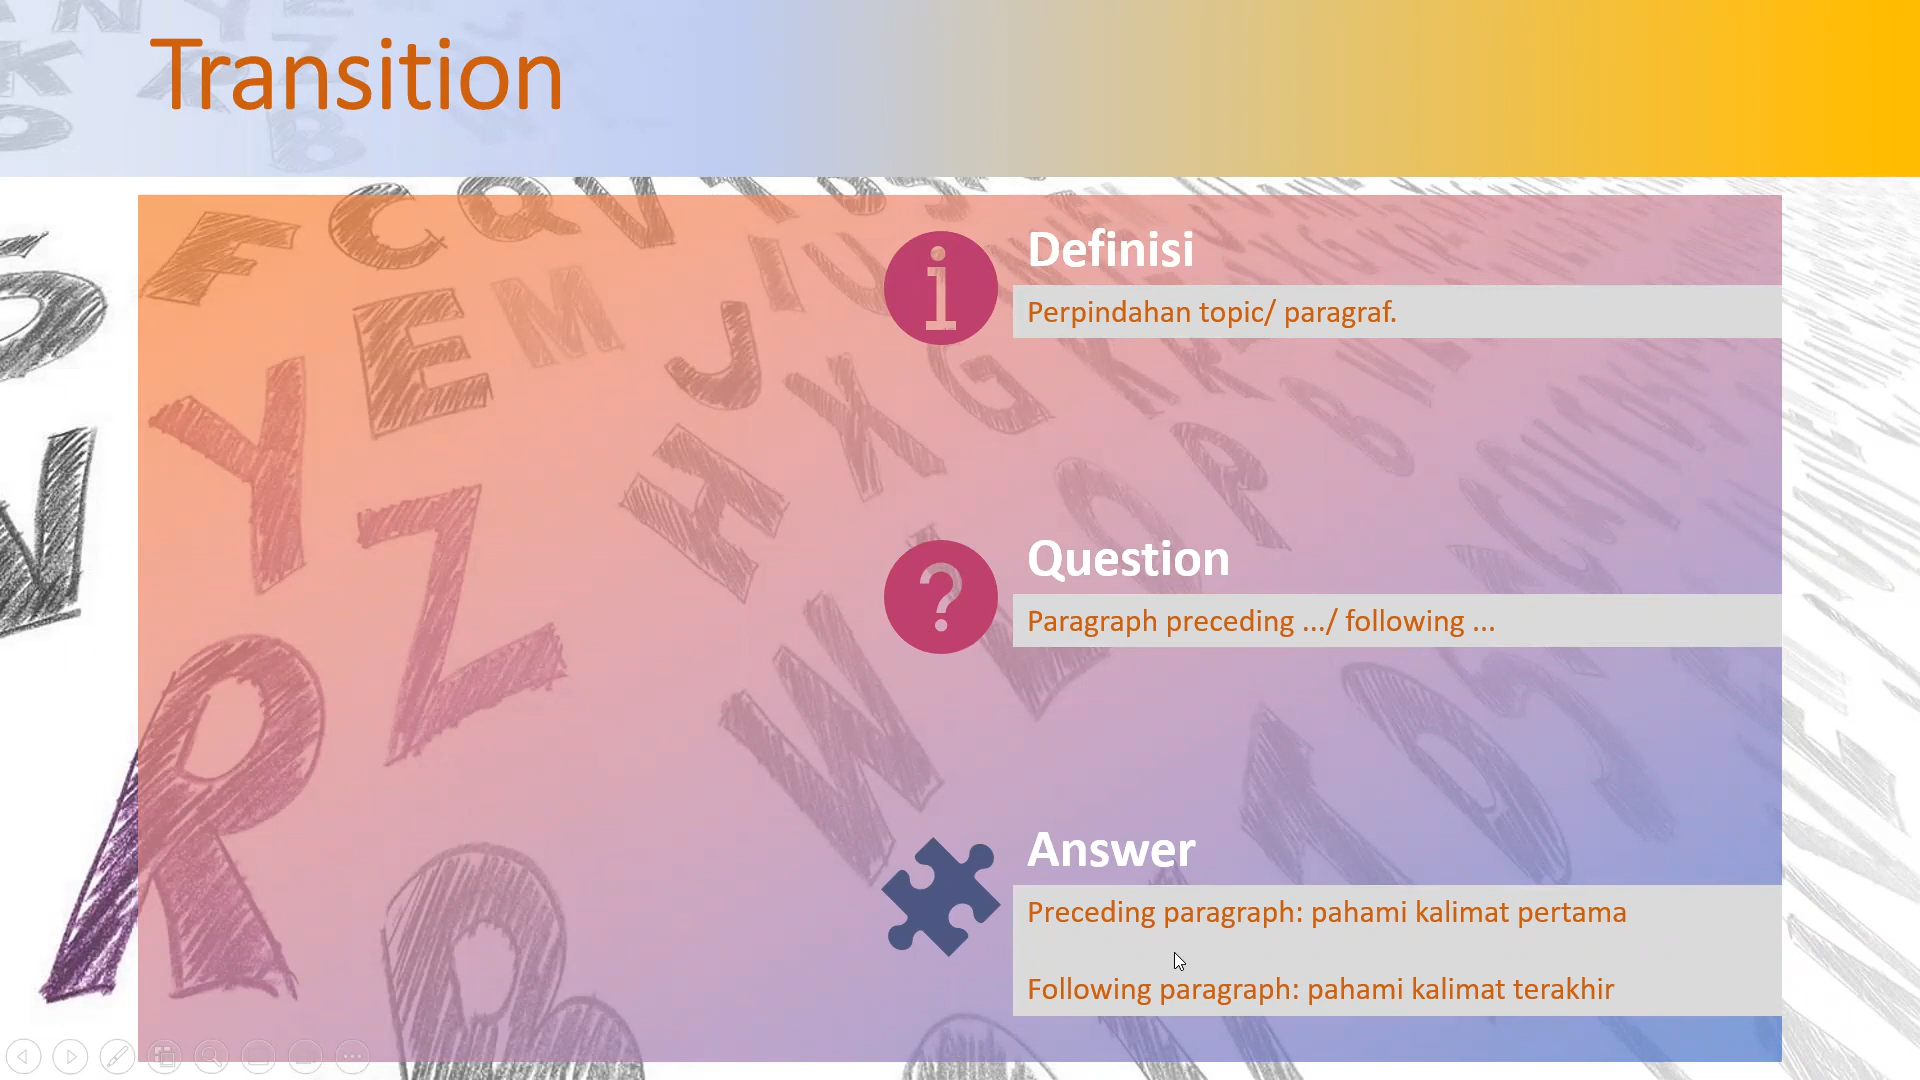 Transition
Definisi
Perpindahan topic/ paragraf.
Question
Paragraph preceding .../ following ...
Answer
Preceding paragraph: pahami kalimat pertama
Following paragraph: pahami kalimat terakhir